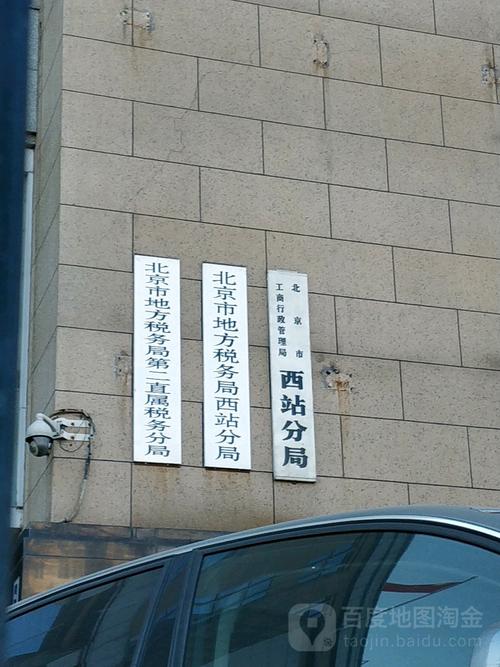 北京市地方税务局第二直属税务分局
北京市地方税务局西站分局
北京市
工商行政管理局
西站分局
百度地图淘金
taojin.baidu.com